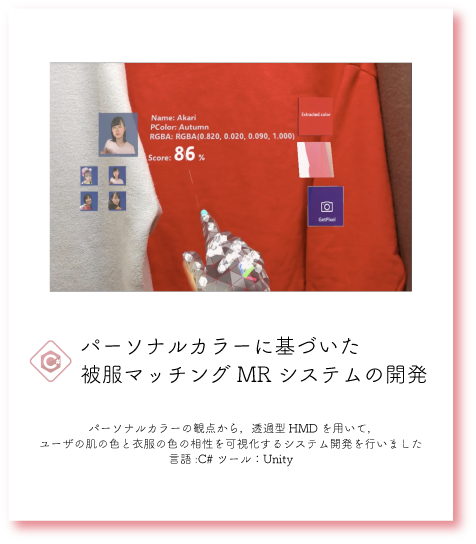 Name: Akari
PColor: Autumn
RGBA: RGBA(0.820, 0.020, 0.090, 1.000)
Score: 86 %
Extracted color
GetPixel
C#
パーソナルカラーに基づいた
被服マッチング MR システムの開発
パーソナルカラーの観点から，透過型 HMD を用いて，
ユーザの肌の色と衣服の色の相性を可視化するシステム開発を行いました
言語 :C# ツール：Unity